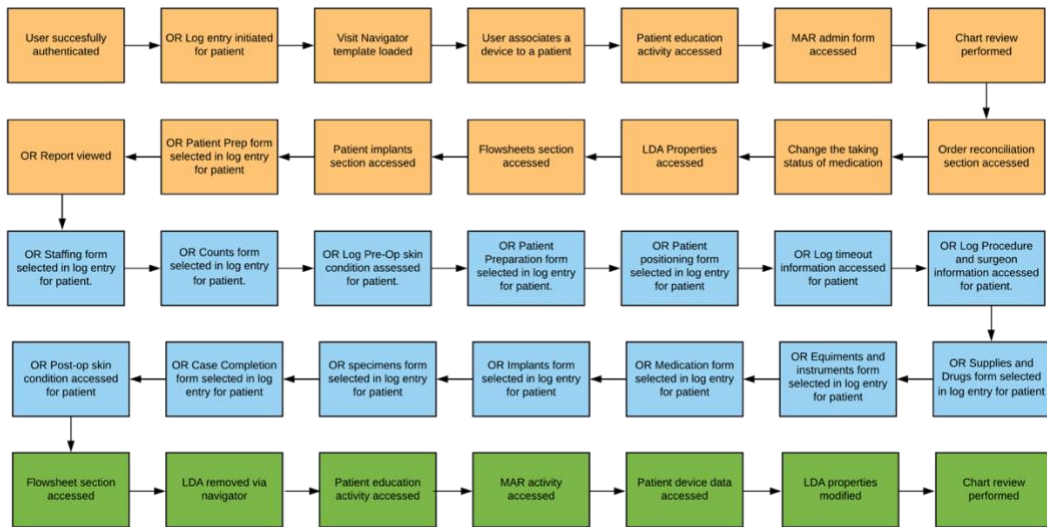 User succesfully
authenticated
OR Log entry initiated
for patient
Visit Navigator
template loaded
User associates a
device to a patient
Patient education
activity accessed
MAR admin form
accessed
Chart review
performed
Order reconciliation
section accessed
Change the taking
status of medication
LDA Properties
accessed
Flowsheets section
accessed
Patient implants
section accessed
OR Patient Prep form
selected in log entry
for patient
OR Report viewed
OR Staffing form
selected in log entry
for patient.
OR Counts form
selected in log entry
for patient.
OR Log Pre-Op skin
condition assessed
for patient.
OR Patient
Preparation form
selected in log entry
for patient.
OR Patient
positioning form
selected in log entry
for patient
OR Log timeout
information accessed
for patient
OR Log Procedure
and surgeon
information accessed
for patient.
OR Supplies and
Drugs form selected
in log entry for patient
OR Equiments and
instruments form
selected in log entry
for patient
OR Medication form
selected in log entry
for patient
OR Implants form
selected in log entry
for patient
OR specimens form
selected in log entry
for patient
OR Case Completion
form selected in log
entry for patient
OR Post-op skin
condition accessed
for patient
Flowsheet section
accessed
LDA removed via
navigator
Patient education
activity accessed
MAR activity
accessed
Patient device data
accessed
LDA properties
modified
Chart review
performed